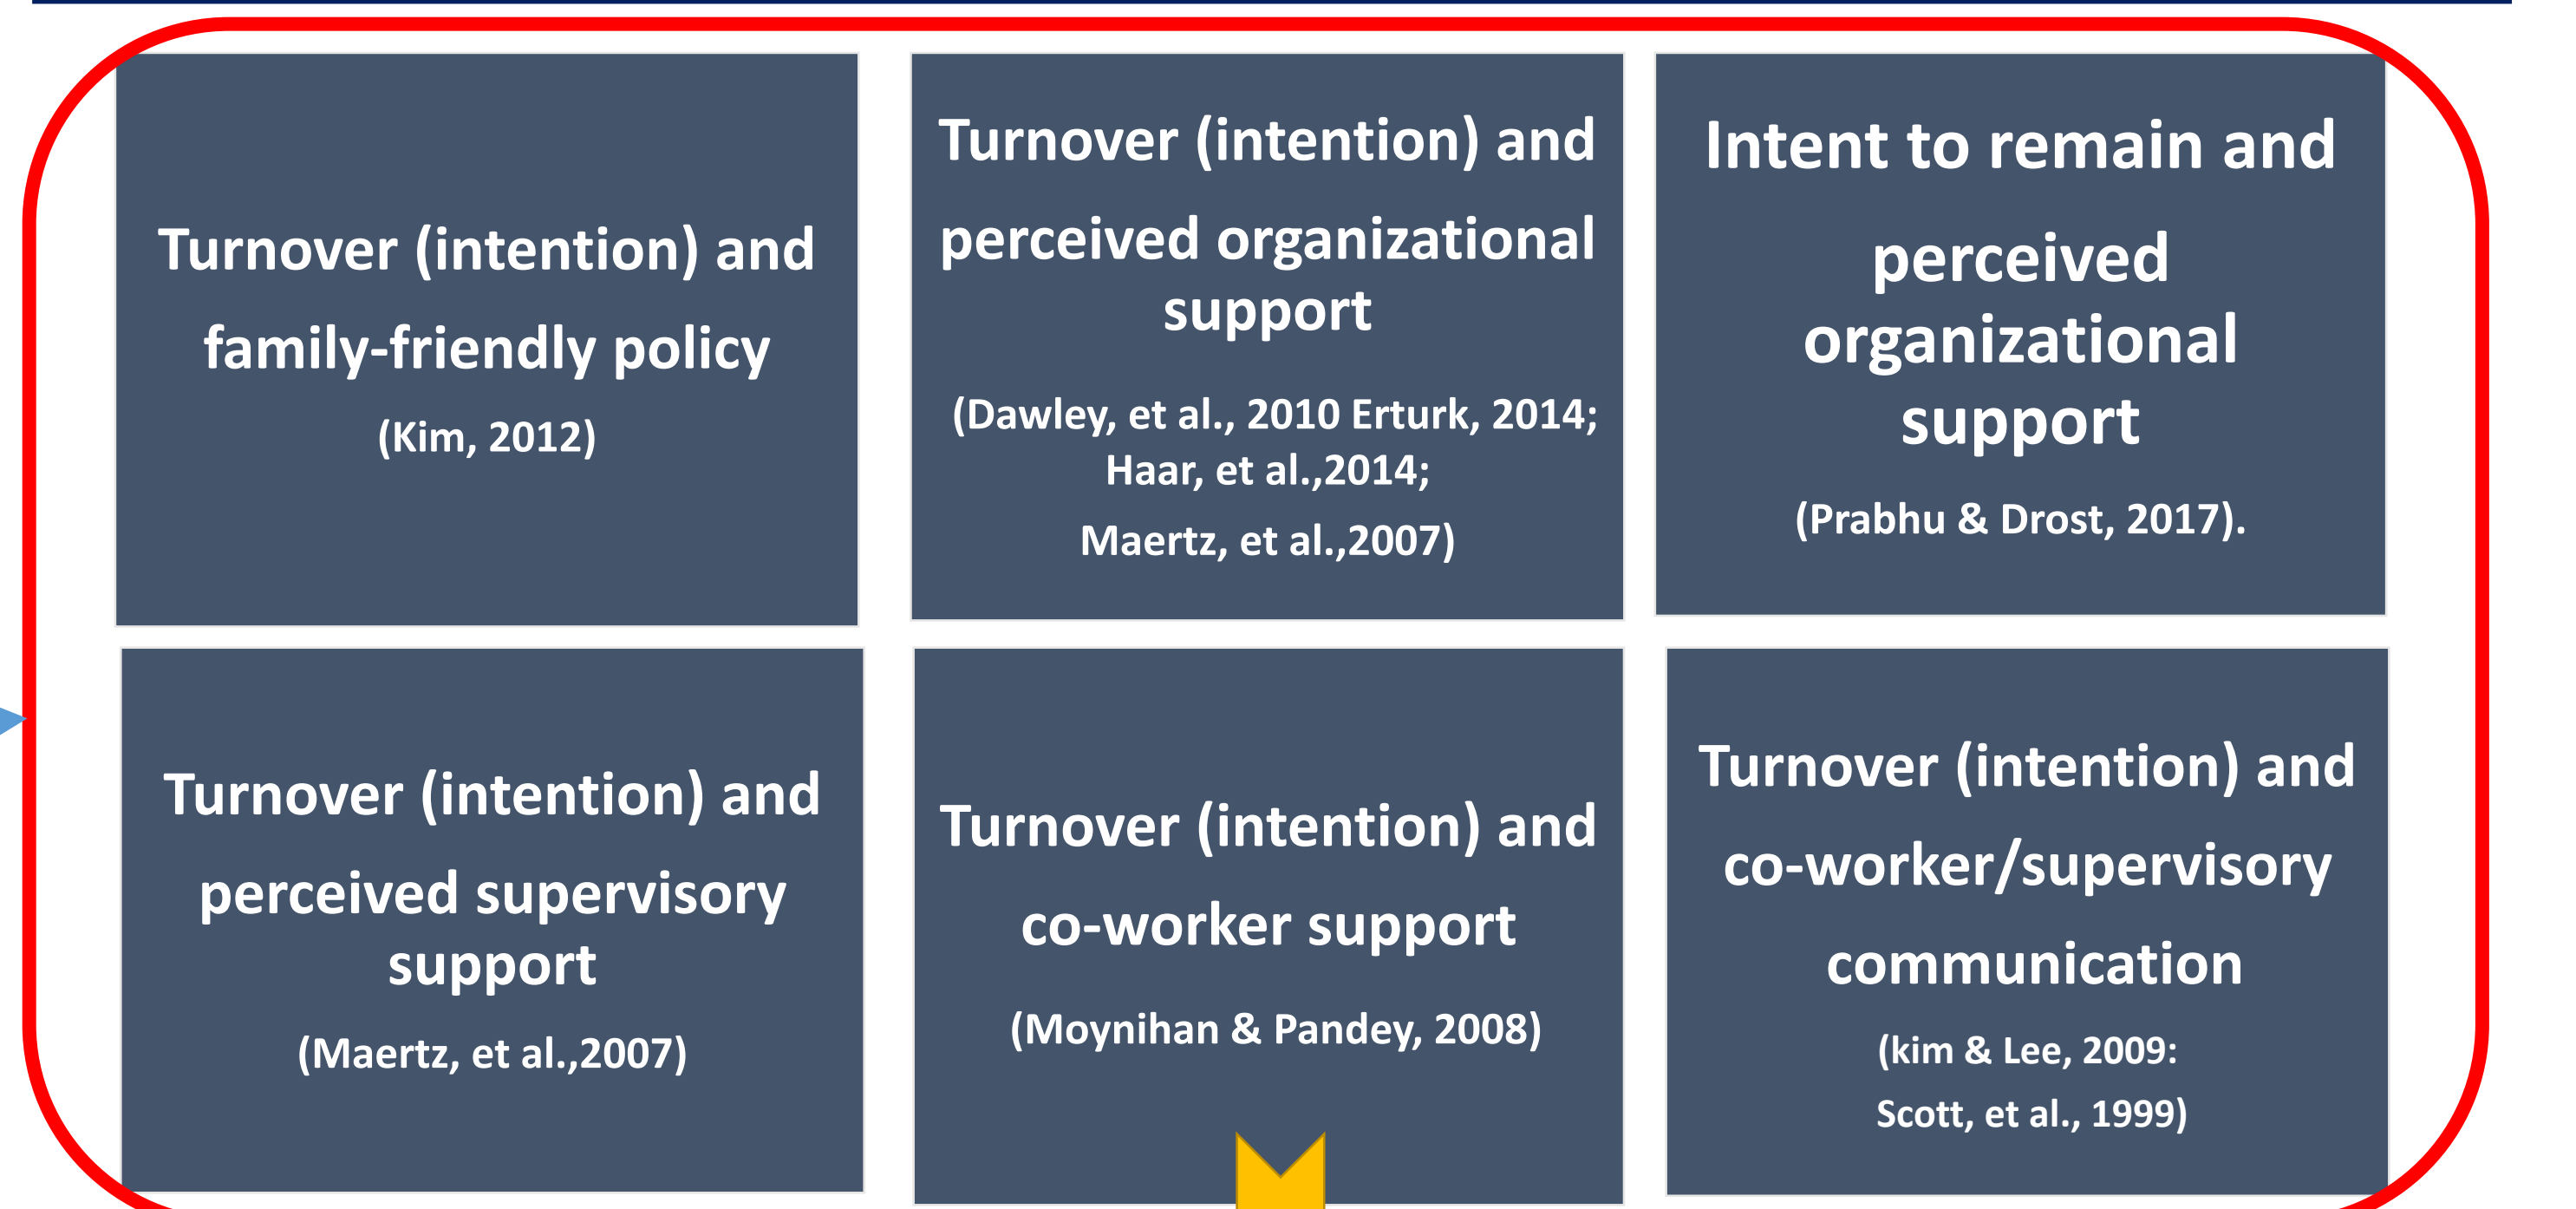 Turnover (intention) and
family-friendly policy
(Kim, 2012)
Turnover (intention) and
perceived organizational
support
(Dawley, et al., 2010 Erturk, 2014;
Haar, et al.,2014;
Maertz, et al.,2007)
Intent to remain and
perceived
organizational
support
(Prabhu & Drost, 2017).
Turnover (intention) and
perceived supervisory
support
(Maertz, et al.,2007)
Turnover (intention) and
co-worker support
(Moynihan & Pandey, 2008)
Turnover (intention) and
co-worker/supervisory
communication
(kim & Lee, 2009:
Scott, et al., 1999)